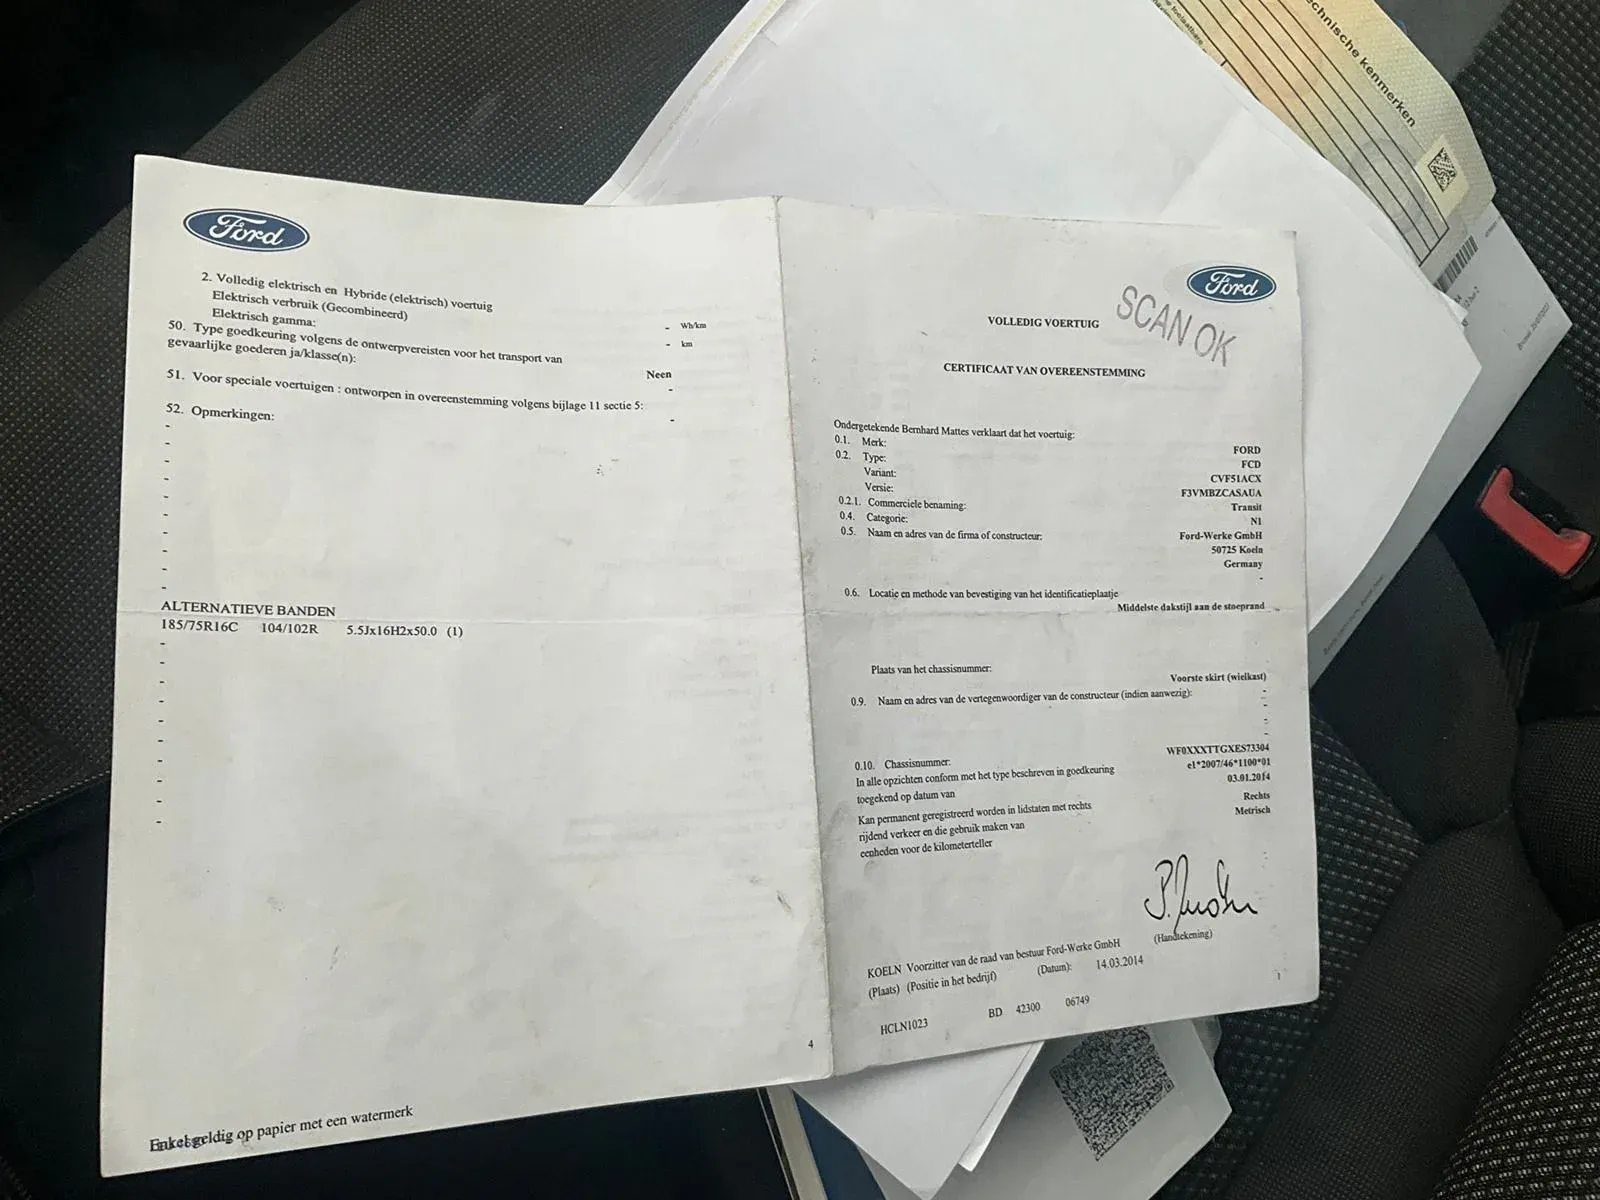 Ford
2. Volledig elektrisch en Hybride (elektrisch) voertuig
Elektrisch verbruik (Gecombineerd) - Wh/km
Elektrisch gamma: - km
50. Type goedkeuring volgens de ontwerpvereisten voor het transport van
gevaarlijke goederen ja/klasse(n): Neen
-
51. Voor speciale voertuigen : ontworpen in overeenstemming volgens bijlage 11 sectie 5:
-
52. Opmerkingen:
-
-
-
-
-
-
-
-
-
-
ALTERNATIEVE BANDEN
185/75R16C 104/102R 5.5Jx16H2x50.0 (1)
-
-
-
-
-
-
-
-
-
-
4
Enkel geldig op papier met een watermerk
Ford
SCAN OK
VOLLEDIG VOERTUIG
CERTIFICAAT VAN OVEREENSTEMMING
Ondergetekende Bernhard Mattes verklaart dat het voertuig:
0.1. Merk: FORD
0.2. Type: FCD
Variant: CVF51ACX
Versie: F3VMBZCASAUA
0.2.1. Commerciele benaming: Transit
0.4. Categorie: N1
0.5. Naam en adres van de firma of constructeur: Ford-Werke GmbH
50725 Koeln
Germany
-
0.6. Locatie en methode van bevestiging van het identificatieplaatje
Middelste dakstijl aan de stoeprand
Plaats van het chassisnummer:
Voorste skirt (wielkast)
0.9. Naam en adres van de vertegenwoordiger van de constructeur (indien aanwezig): -
-
-
-
0.10. Chassisnummer: WF0XXXTTGXES73304
In alle opzichten conform met het type beschreven in goedkeuring e1*2007/46*1100*01
toegekend op datum van 03.01.2014
Kan permanent geregistreerd worden in lidstaten met rechts Rechts
rijdend verkeer en die gebruik maken van Metrisch
eenheden voor de kilometerteller
(Handtekening)
KOELN Voorzitter van de raad van bestuur Ford-Werke GmbH
(Plaats) (Positie in het bedrijf) (Datum): 14.03.2014
1
HCLN1023 BD 42300 06749
technische kenmerken